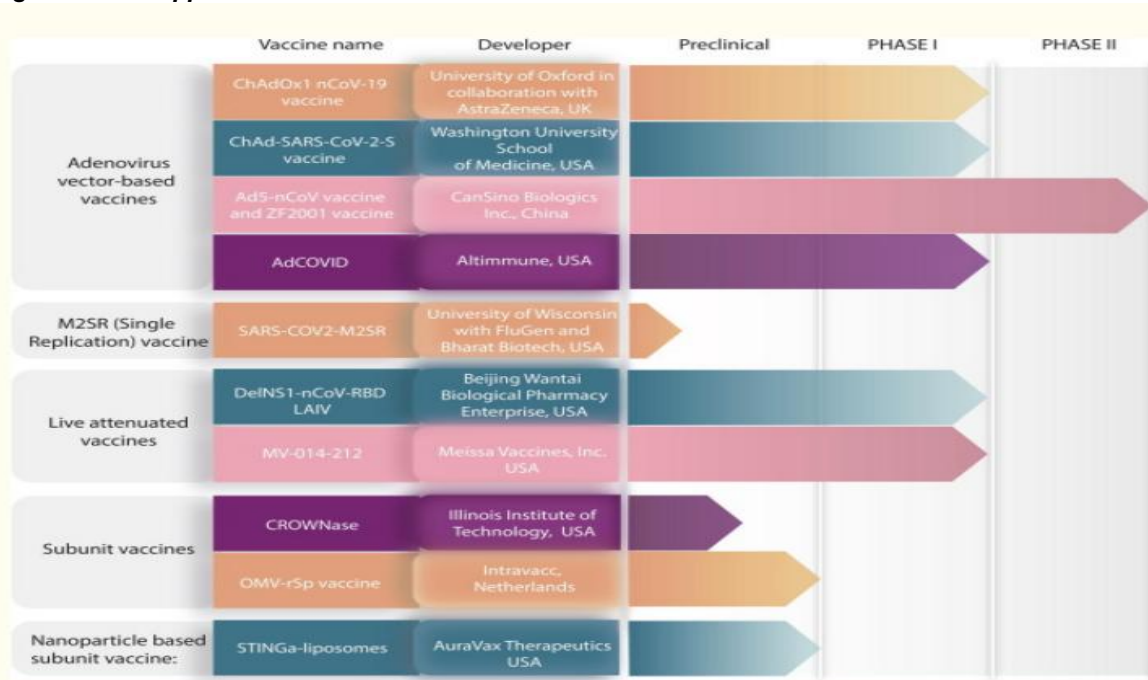 Vaccine name Developer Preclinical PHASE I PHASE II
Adenovirus
vector-based
vaccines
ChAdOx1 nCoV-19
vaccine
University of Oxford in
collaboration with
AstraZeneca, UK
ChAd-SARS-CoV-2-S
vaccine
Washington University
School
of Medicine, USA
Ad5-nCoV vaccine
and ZF2001 vaccine
CanSino Biologics
Inc., China
AdCOVID
Altimmune, USA
M2SR (Single
Replication) vaccine
SARS-COV2-M2SR
University of Wisconsin
with FluGen and
Bharat Biotech, USA
Live attenuated
vaccines
DelNS1-nCoV-RBD
LAIV
Beijing Wantai
Biological Pharmacy
Enterprise, USA
MV-014-212
Meissa Vaccines, Inc.
USA
Subunit vaccines
CROWNase
Illinois Institute of
Technology, USA
OMV-rSp vaccine
Intravacc,
Netherlands
Nanoparticle based
subunit vaccine:
STINGa-liposomes
AuraVax Therapeutics
USA